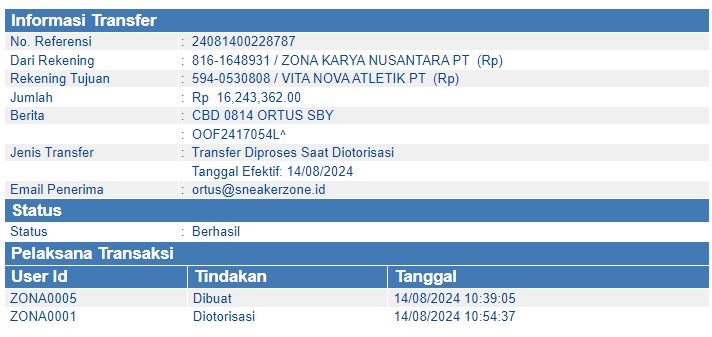 Informasi Transfer
No. Referensi : 24081400228787
Dari Rekening : 816-1648931 / ZONA KARYA NUSANTARA PT (Rp)
Rekening Tujuan : 594-0530808 / VITA NOVA ATLETIK PT (Rp)
Jumlah : Rp 16,243,362.00
Berita : CBD 0814 ORTUS SBY
: OOF2417054L^
Jenis Transfer : Transfer Diproses Saat Diotorisasi
Tanggal Efektif: 14/08/2024
Email Penerima : ortus@sneakerzone.id
Status
Status : Berhasil
Pelaksana Transaksi
User Id Tindakan Tanggal
ZONA0005 Dibuat 14/08/2024 10:39:05
ZONA0001 Diotorisasi 14/08/2024 10:54:37